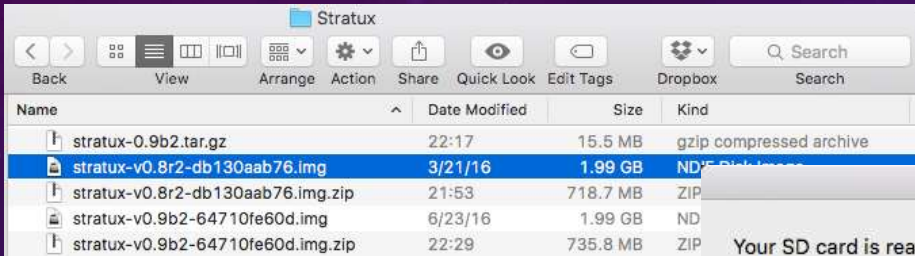 Stratux
Search
Back View Arrange Action Share Quick Look Edit Tags Dropbox Search
Name Date Modified Size Kind
stratux-0.9b2.tar.gz 22:17 15.5 MB gzip compressed archive
stratux-v0.8r2-db130aab76.img 3/21/16 1.99 GB NDIF Disk Image
stratux-v0.8r2-db130aab76.img.zip 21:53 718.7 MB ZIP
stratux-v0.9b2-64710fe60d.img 6/23/16 1.99 GB ND
stratux-v0.9b2-64710fe60d.img.zip 22:29 735.8 MB ZIP
Your SD card is rea